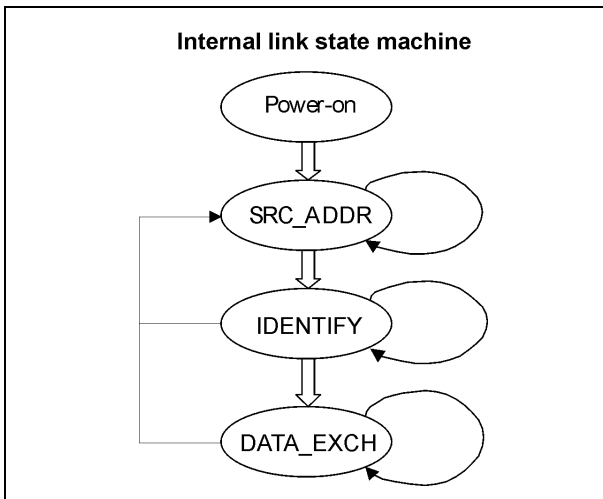 Internal link state machine
Power-on
SRC_ADDR
IDENTIFY
DATA_EXCH